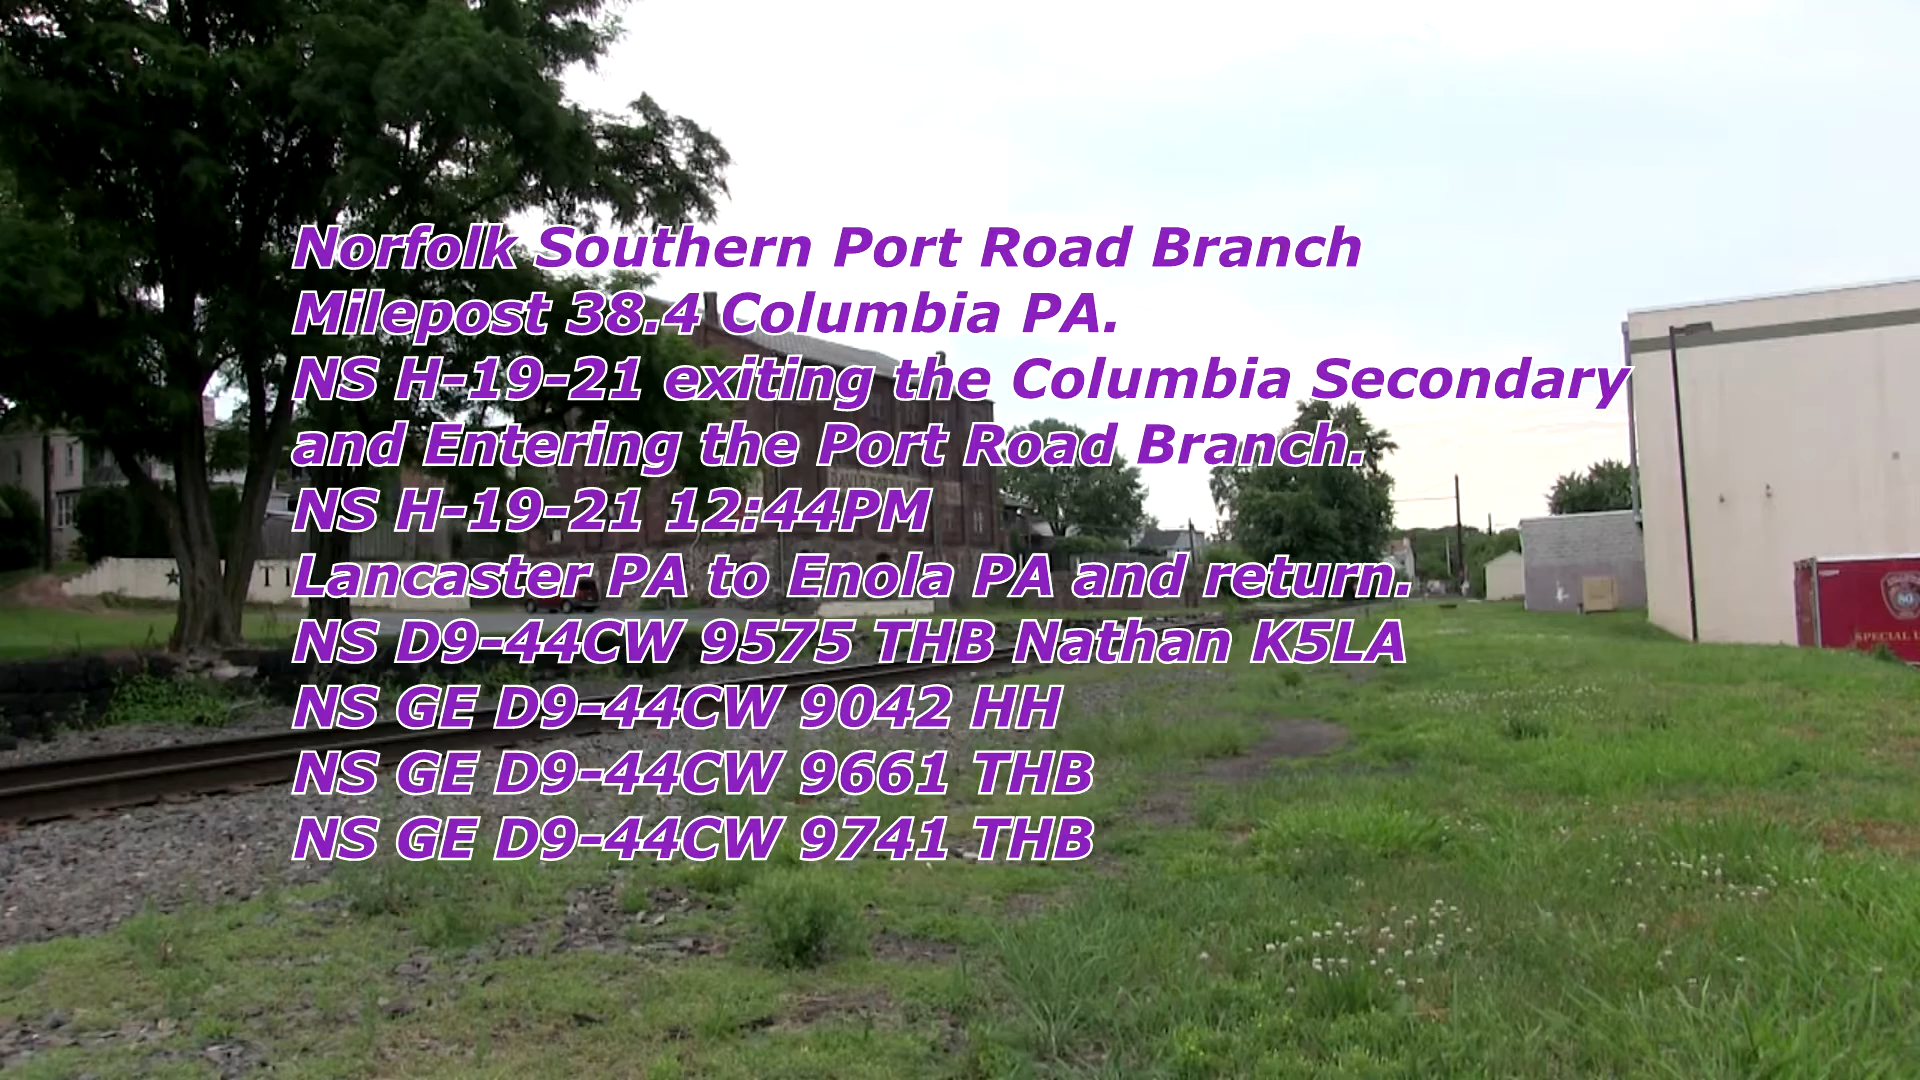 Norfolk Southern Port Road Branch
Milepost 38.4 Columbia PA.
NS H-19-21 exiting the Columbia Secondary
and Entering the Port Road Branch.
NS H-19-21 12:44PM
Lancaster PA to Enola PA and return.
NS D9-44CW 9575 THB Nathan K5LA
NS GE D9-44CW 9042 HH
NS GE D9-44CW 9661 THB
NS GE D9-44CW 9741 THB
80
SPECIAL